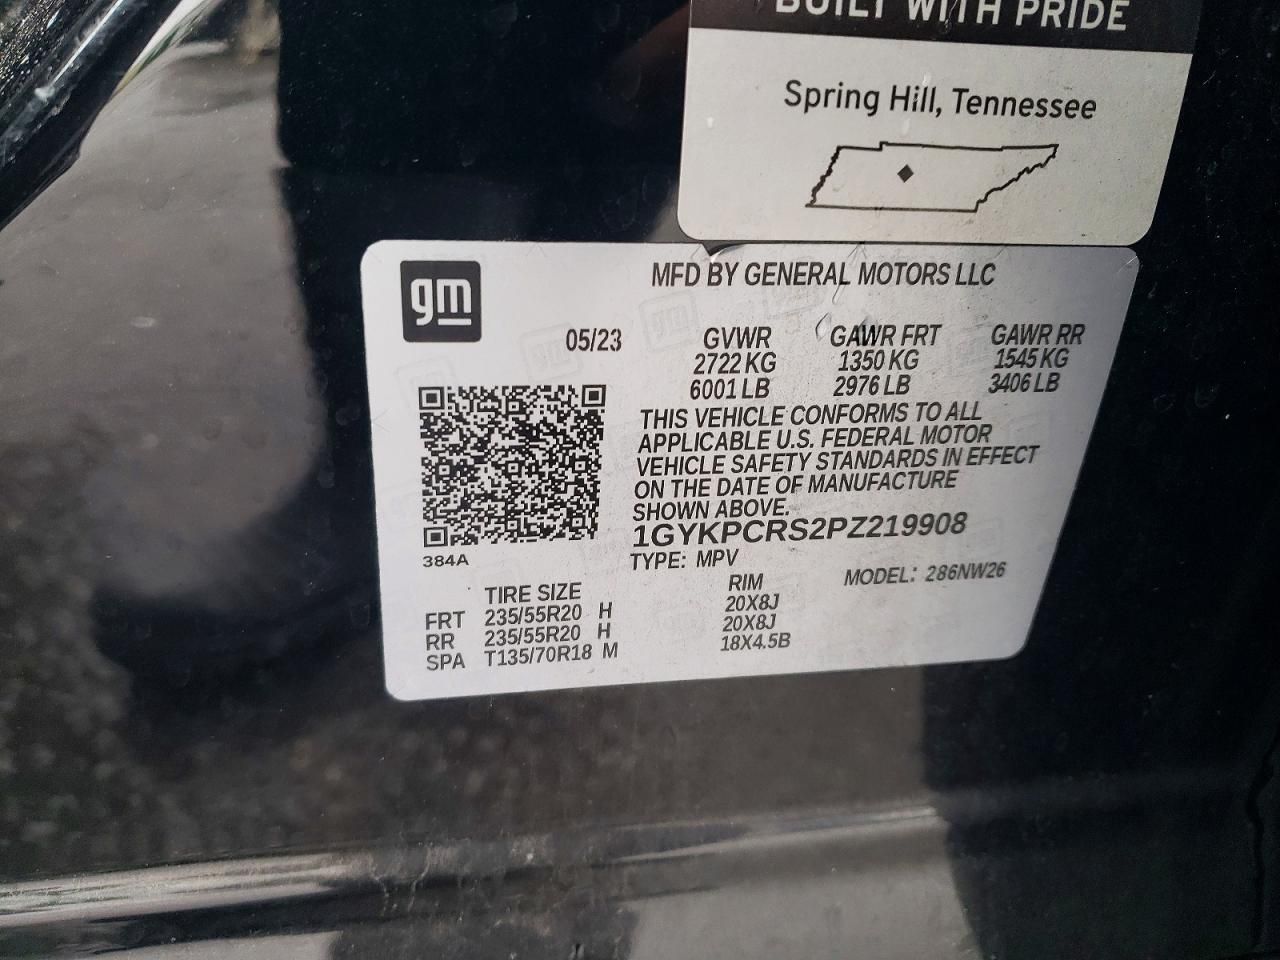 BUILT WITH PRIDE
Spring Hill, Tennessee
gm
MFD BY GENERAL MOTORS LLC
05/23
GVWR GAWR FRT GAWR RR
2722 KG 1350 KG 1545 KG
6001 LB 2976 LB 3406 LB
THIS VEHICLE CONFORMS TO ALL
APPLICABLE U.S. FEDERAL MOTOR
VEHICLE SAFETY STANDARDS IN EFFECT
ON THE DATE OF MANUFACTURE
SHOWN ABOVE.
1GYKPCRS2PZ219908
384A
TYPE: MPV MODEL: 286NW26
TIRE SIZE RIM
FRT 235/55R20 H 20X8J
RR 235/55R20 H 20X8J
SPA T135/70R18 M 18X4.5B